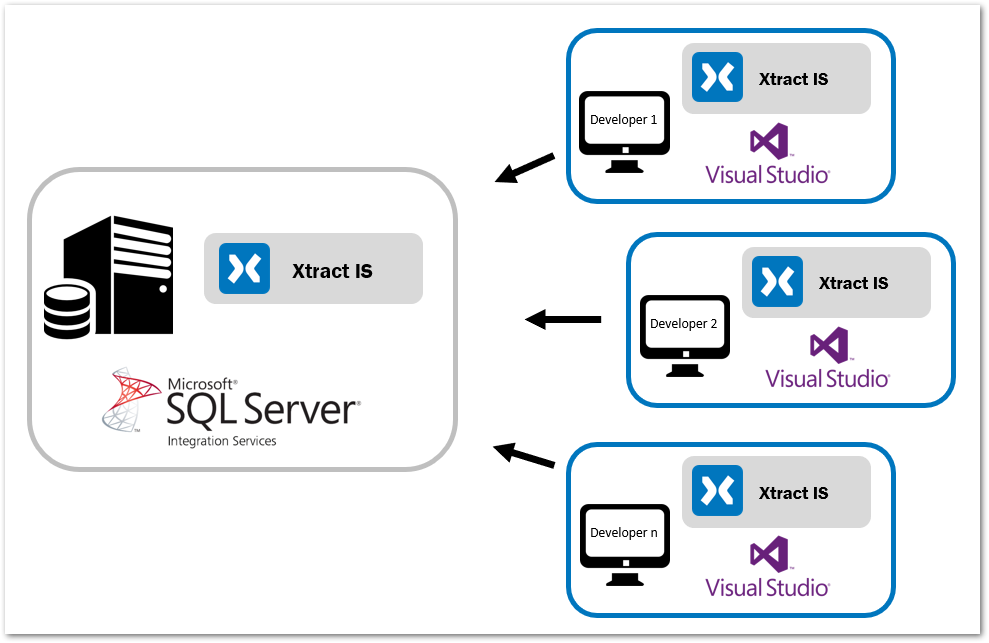 Xtract IS
Microsoft®
SQL Server®
Integration Services
Developer 1
Xtract IS
Visual Studio
Developer 2
Xtract IS
Visual Studio
Developer n
Xtract IS
Visual Studio